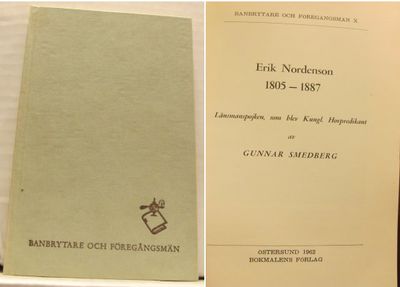 BANBRYTARE OCH FÖREGÅNGSMÄN
BANBRYTARE OCH FÖREGÅNGSMÄN X
Erik Nordenson
1805 — 1887
Länsmanspojken, som blev Kungl. Hovpredikant
av
GUNNAR SMEDBERG
ÖSTERSUND 1962
BOKMALENS FÖRLAG